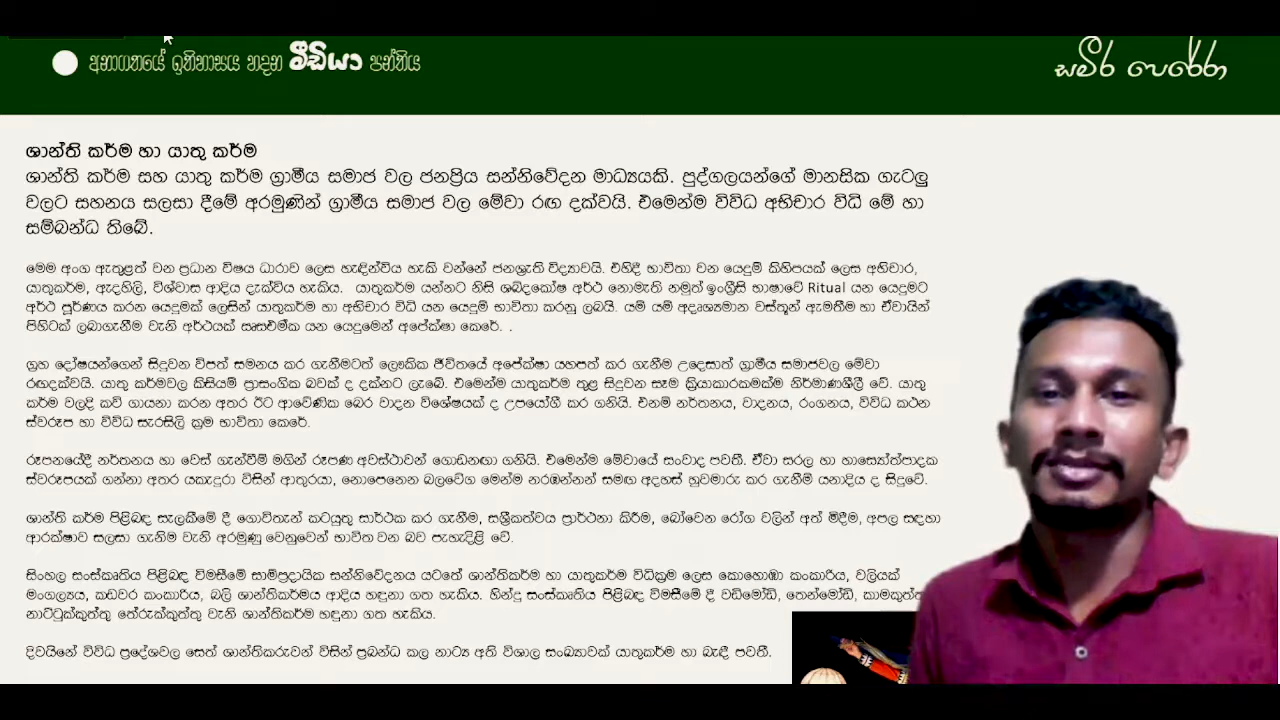 අනාගතයේ ඉතිහාසය හදන මීඩියා පන්තිය
සමීර පෙරේරා
ශාන්ති කර්ම හා යාතු කර්ම
ශාන්ති කර්ම සහ යාතු කර්ම ග්‍රාමීය සමාජ වල ජනප්‍රිය සන්නිවේදන මාධ්‍යයකි. පුද්ගලයන්ගේ මානසික ගැටලු
වලට සහනය සලසා දීමේ අරමුණින් ග්‍රාමීය සමාජ වල මේවා රඟ දක්වයි. එමෙන්ම විවිධ අභිචාර විධි මේ හා
සම්බන්ධ තිබේ.
මෙම අංග ඇතුළත් වන ප්‍රධාන විෂය ධාරාව ලෙස හැඳින්විය හැකි වන්නේ ජනශ්‍රැති විද්‍යාවයි. එහිදී භාවිතා වන යෙදුම් කිහිපයක් ලෙස අභිචාර,
යාතුකර්ම, ඇදහිලි, විශ්වාස ආදිය දැක්විය හැකිය. යාතුකර්ම යන්නට නිසි ශබ්දකෝෂ අර්ථ නොමැති නමුත් ඉංග්‍රීසි භාෂාවේ Ritual යන යෙදුමට
අර්ථ පූර්ණය කරන යෙදුමක් ලෙසින් යාතුකර්ම හා අභිචාර විධි යන යෙදුම් භාවිතා කරනු ලබයි. යම් යම් අදෘශ්‍යමාන වස්තූන් ඇමතීම හා ඒවායින්
පිහිටක් ලබාගැනීම වැනි අර්ථයක් යන යෙදුමෙන් අපේක්ෂා කෙරේ. .
ග්‍රහ දෝෂයන්ගෙන් සිදුවන විපත් සමනය කර ගැනීමටත් ලෞකික ජීවිතයේ අපේක්ෂා යහපත් කර ගැනීම උදෙසාත් ග්‍රාමීය සමාජවල මේවා
රඟදක්වයි. යාතු කර්මවල කිසියම් ප්‍රාසංගික බවක් ද දක්නට ලැබේ. එමෙන්ම යාතුකර්ම තුළ සිදුවන සෑම ක්‍රියාකාරකමක්ම නිර්මාණශීලී වේ. යාතු
කර්ම වලදී කවි ගායනා කරන අතර ඊට ආවේණික බෙර වාදන විශේෂයක් ද උපයෝගී කර ගනියි. එනම් නර්තනය, වාදනය, රංගනය, විවිධ කථන
ස්වරූප හා විවිධ සැරසිලි ක්‍රම භාවිතා කෙරේ.
රූපනයේදී නර්තනය හා වෙස් ගැන්වීම් මගින් රූපණ අවස්ථාවන් ගොඩනඟා ගනියි. එමෙන්ම මේවායේ සංවාද පවතී. ඒවා සරල හා හාස්‍යෝත්පාදක
ස්වරූපයක් ගන්නා අතර යකැදුරා විසින් ආතුරයා, නොපෙනෙන බලවේග මෙන්ම නරඹන්නන් සමඟ අදහස් හුවමාරු කර ගැනීම් යනාදිය ද සිදුවේ.
ශාන්ති කර්ම පිළිබඳ සැලකීමේ දී ගොවිතැන් කටයුතු සාර්ථක කර ගැනීම, සශ්‍රීකත්වය ප්‍රාර්ථනා කිරීම, බෝවෙන රෝග වලින් අත් මිදීම, අපල සඳහා
ආරක්ෂාව සලසා ගැනිම වැනි අරමුණු වෙනුවෙන් භාවිත වන බව පැහැදිළි වේ.
සිංහල සංස්කෘතිය පිළිබඳ විමසීමේ සාම්ප්‍රදායික සන්නිවේදනය යටතේ ශාන්තිකර්ම හා යාතුකර්ම විධික්‍රම ලෙස කොහොඹා කංකාරිය, වලියක්
මංගල්‍යය, කඩවර කංකාරිය, බලි ශාන්තිකර්මය ආදිය හඳුනා ගත හැකිය. හින්දු සංස්කෘතිය පිළිබඳ විමසීමේ දී වඩමෝඩි, තෙන්මෝඩි,
නාට්ටුක්කුත්තු තේරුක්කුත්තු වැනි ශාන්තිකර්ම හඳුනා ගත හැකිය.
දිවයිනේ විවිධ ප්‍රදේශවල සෙත් ශාන්තිකරුවන් විසින් ප්‍රබන්ධ කල නාට්‍ය අති විශාල සංඛ්‍යාවක් යාතුකර්ම හා බැඳී පවතී.